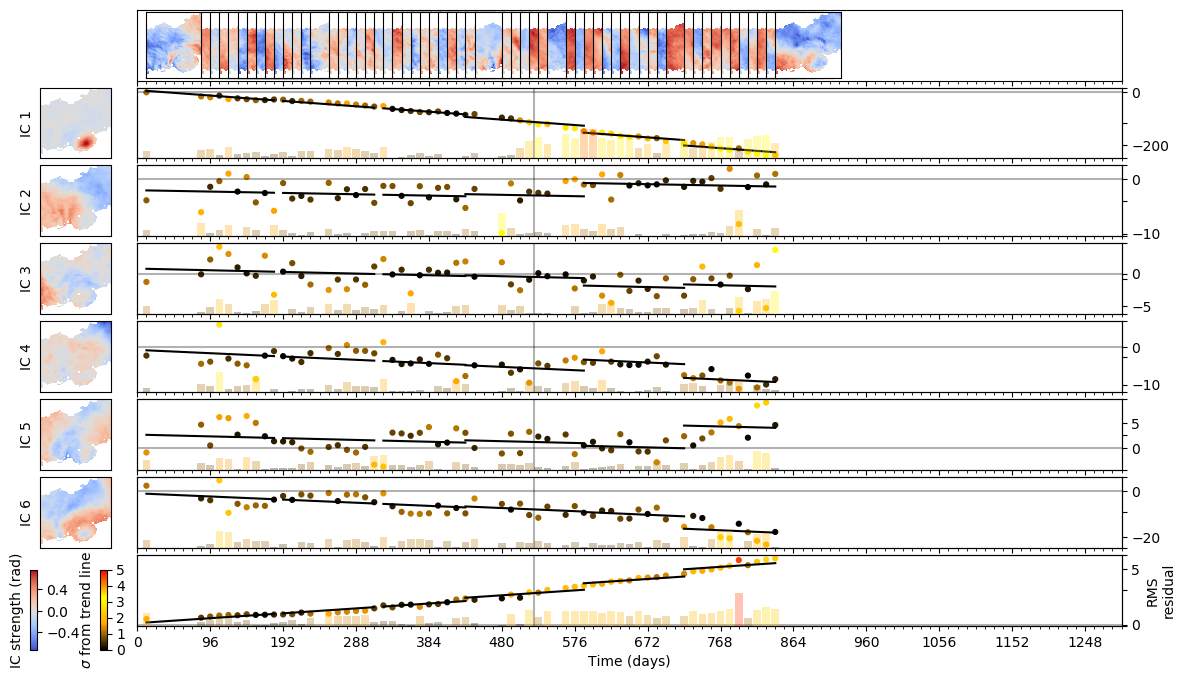 IC 1
0
−200
IC 2
0
−10
IC 3
0
−5
IC 4
0
−10
IC 5
5
0
IC 6
0
−20
IC strength (rad)
0.4
0.0
−0.4
σ from trend line
5
4
3
2
1
0
5
0
RMS
residual
0 96 192 288 384 480 576 672 768 864 960 1056 1152 1248
Time (days)